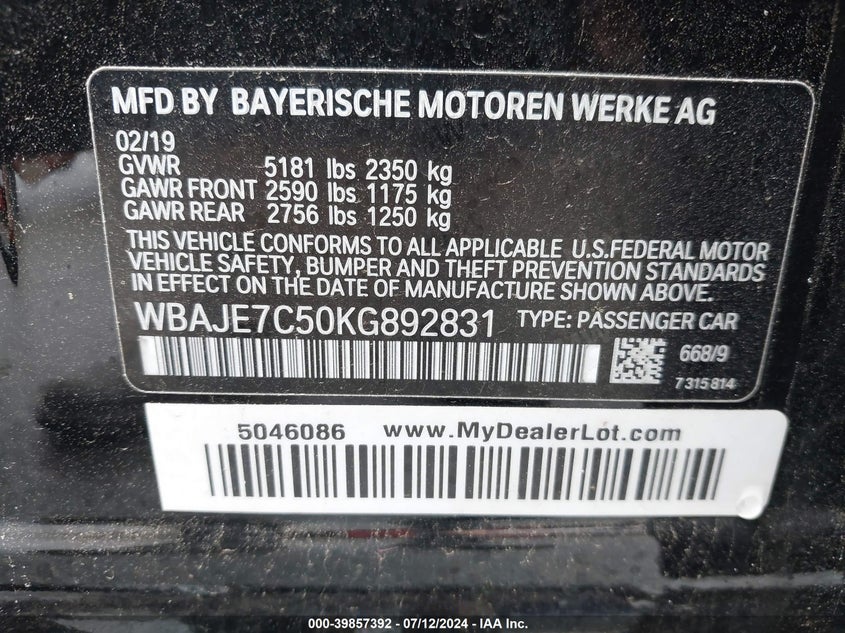 MFD BY BAYERISCHE MOTOREN WERKE AG
02/19
GVWR 5181 lbs 2350 kg
GAWR FRONT 2590 lbs 1175 kg
GAWR REAR 2756 lbs 1250 kg
THIS VEHICLE CONFORMS TO ALL APPLICABLE U.S.FEDERAL MOTOR
VEHICLE SAFETY, BUMPER AND THEFT PREVENTION STANDARDS
IN EFFECT ON THE DATE OF MANUFACTURE SHOWN ABOVE.
WBAJE7C50KG892831 TYPE: PASSENGER CAR
668/9
7 315 814
5046086 www.MyDealerLot.com
000-39857392 - 07/12/2024 - IAA Inc.